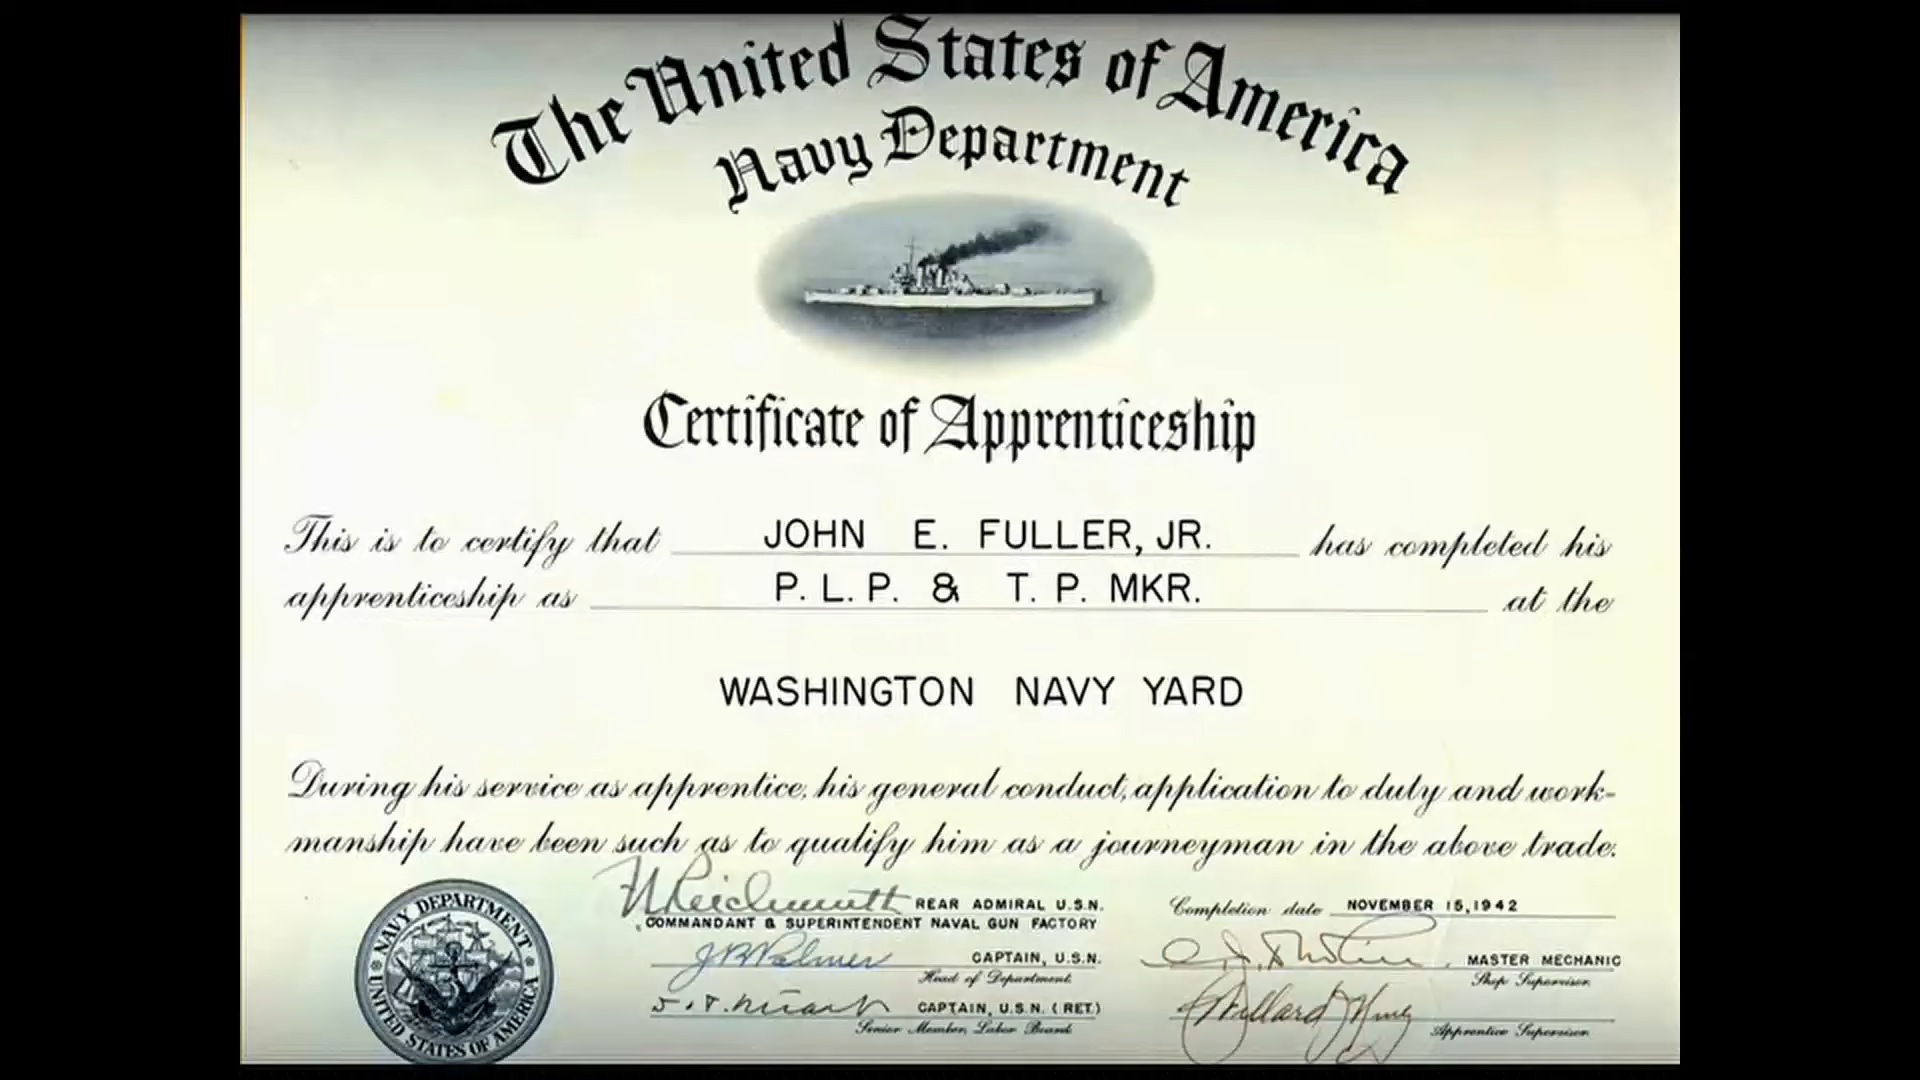 The United States of America
Navy Department
Certificate of Apprenticeship
This is to certify that JOHN E. FULLER, JR. has completed his
apprenticeship as P. L. P. & T. P. MKR. at the
WASHINGTON NAVY YARD
During his service as apprentice, his general conduct, application to duty and work-
manship have been such as to qualify him as a journeyman in the above trade.
REAR ADMIRAL U.S.N.
COMMANDANT & SUPERINTENDENT NAVAL GUN FACTORY
CAPTAIN, U.S.N.
Head of Department
CAPTAIN, U.S.N. (RET.)
Senior Member, Labor Board
Completion date NOVEMBER 15, 1942
MASTER MECHANIC
Shop Supervisor
Apprentice Supervisor
NAVY DEPARTMENT
UNITED STATES OF AMERICA